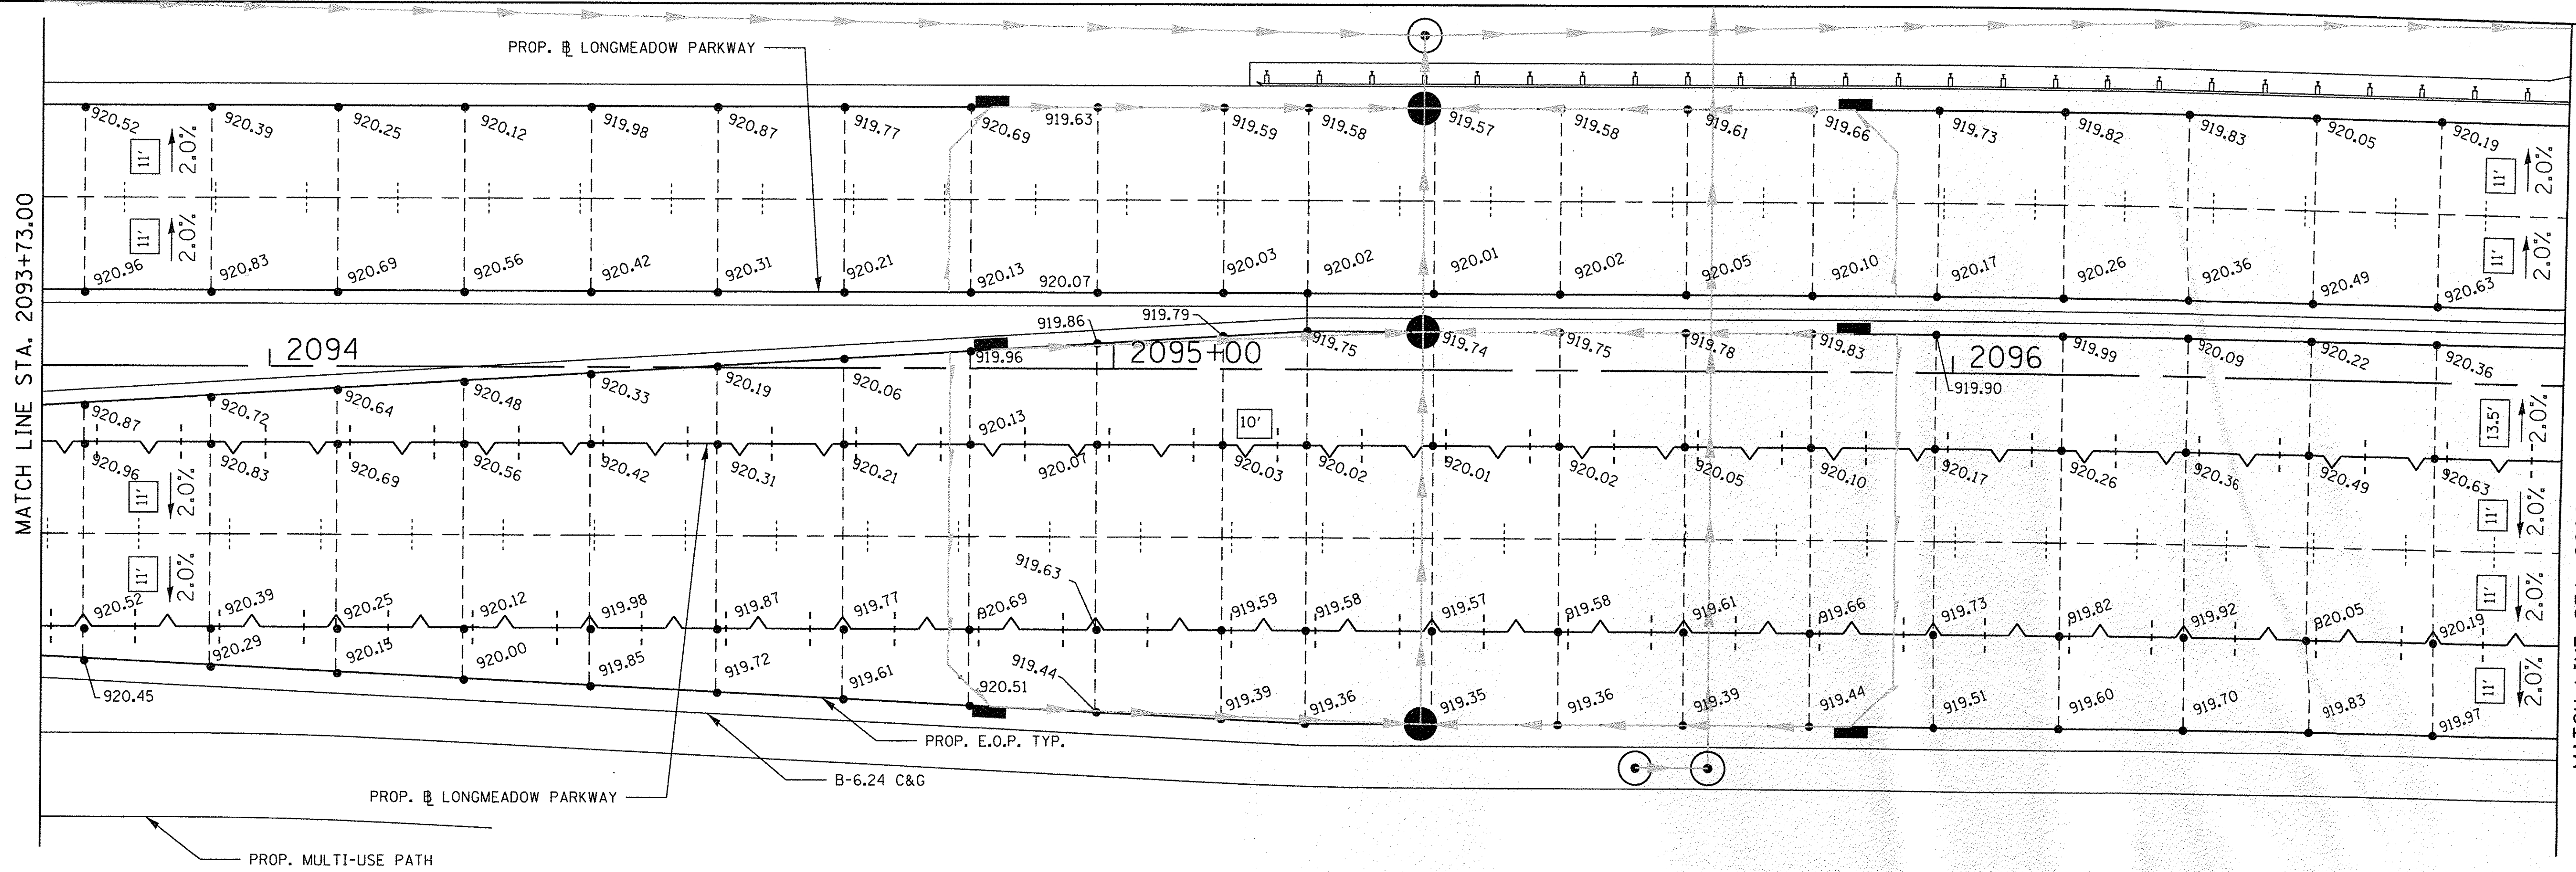 PROP. ⅊ LONGMEADOW PARKWAY
920.52 920.39 920.25 920.12 919.98 920.87 919.77 920.69 919.63 919.59 919.58 919.57 919.58 919.61 919.66 919.73 919.82 919.83 920.05 920.19
11' 2.0% 11' 2.0%
11' 2.0% 11' 2.0%
920.96 920.83 920.69 920.56 920.42 920.31 920.21 920.13 920.07 920.03 920.02 920.01 920.02 920.05 920.10 920.17 920.26 920.36 920.49 920.63
MATCH LINE STA. 2093+73.00
919.86 919.79
2094 2095+00 2096
920.87 920.72 920.64 920.48 920.33 920.19 920.06 919.96 919.75 919.74 919.75 919.78 919.83 919.90 919.99 920.09 920.22 920.36
920.13 10' 13.5' 2.0%
920.96 920.83 920.69 920.56 920.42 920.31 920.21 920.07 920.03 920.02 920.01 920.02 920.05 920.10 920.17 920.26 920.36 920.49 920.63
11' 2.0% 11' 2.0%
11' 2.0% 11' 2.0%
919.63
920.52 920.39 920.25 920.12 919.98 919.87 919.77 920.69 919.59 919.58 919.57 919.58 919.61 919.66 919.73 919.82 919.92 920.05 920.19
11' 2.0%
920.45 920.29 920.15 920.00 919.85 919.72 919.61 920.51 919.44 919.39 919.36 919.35 919.36 919.39 919.44 919.51 919.60 919.70 919.83 919.97
PROP. E.O.P. TYP.
B-6.24 C&G
PROP. ⅊ LONGMEADOW PARKWAY
PROP. MULTI-USE PATH